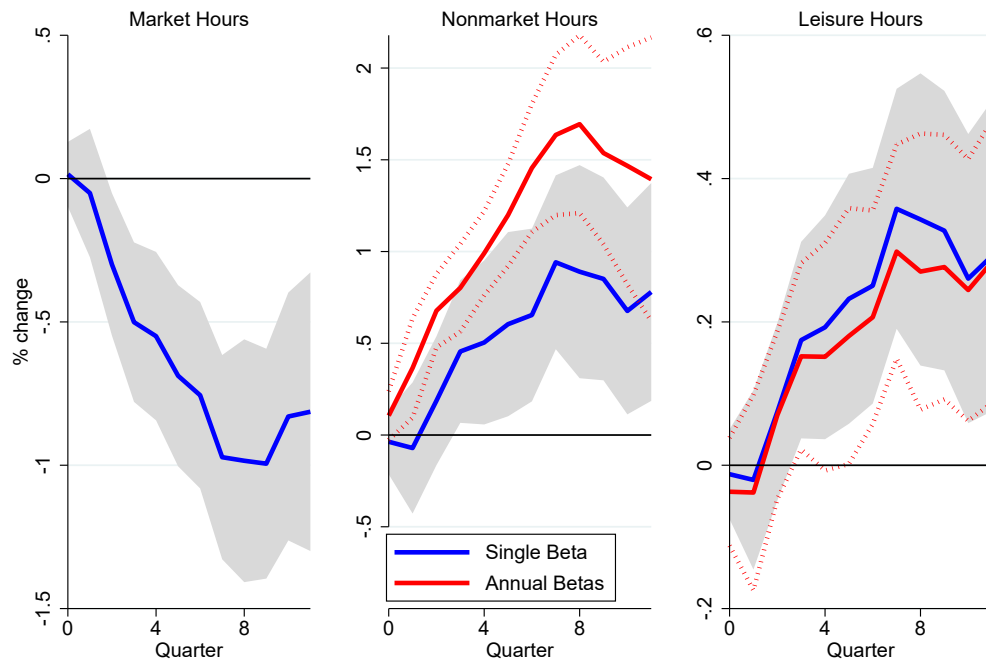 Market Hours
Nonmarket Hours
Leisure Hours
% change
.5
0
-.5
-1
-1.5
0 4 8
Quarter
2
1.5
1
.5
0
-.5
Single Beta
Annual Betas
0 4 8
Quarter
.6
.4
.2
0
-.2
0 4 8
Quarter